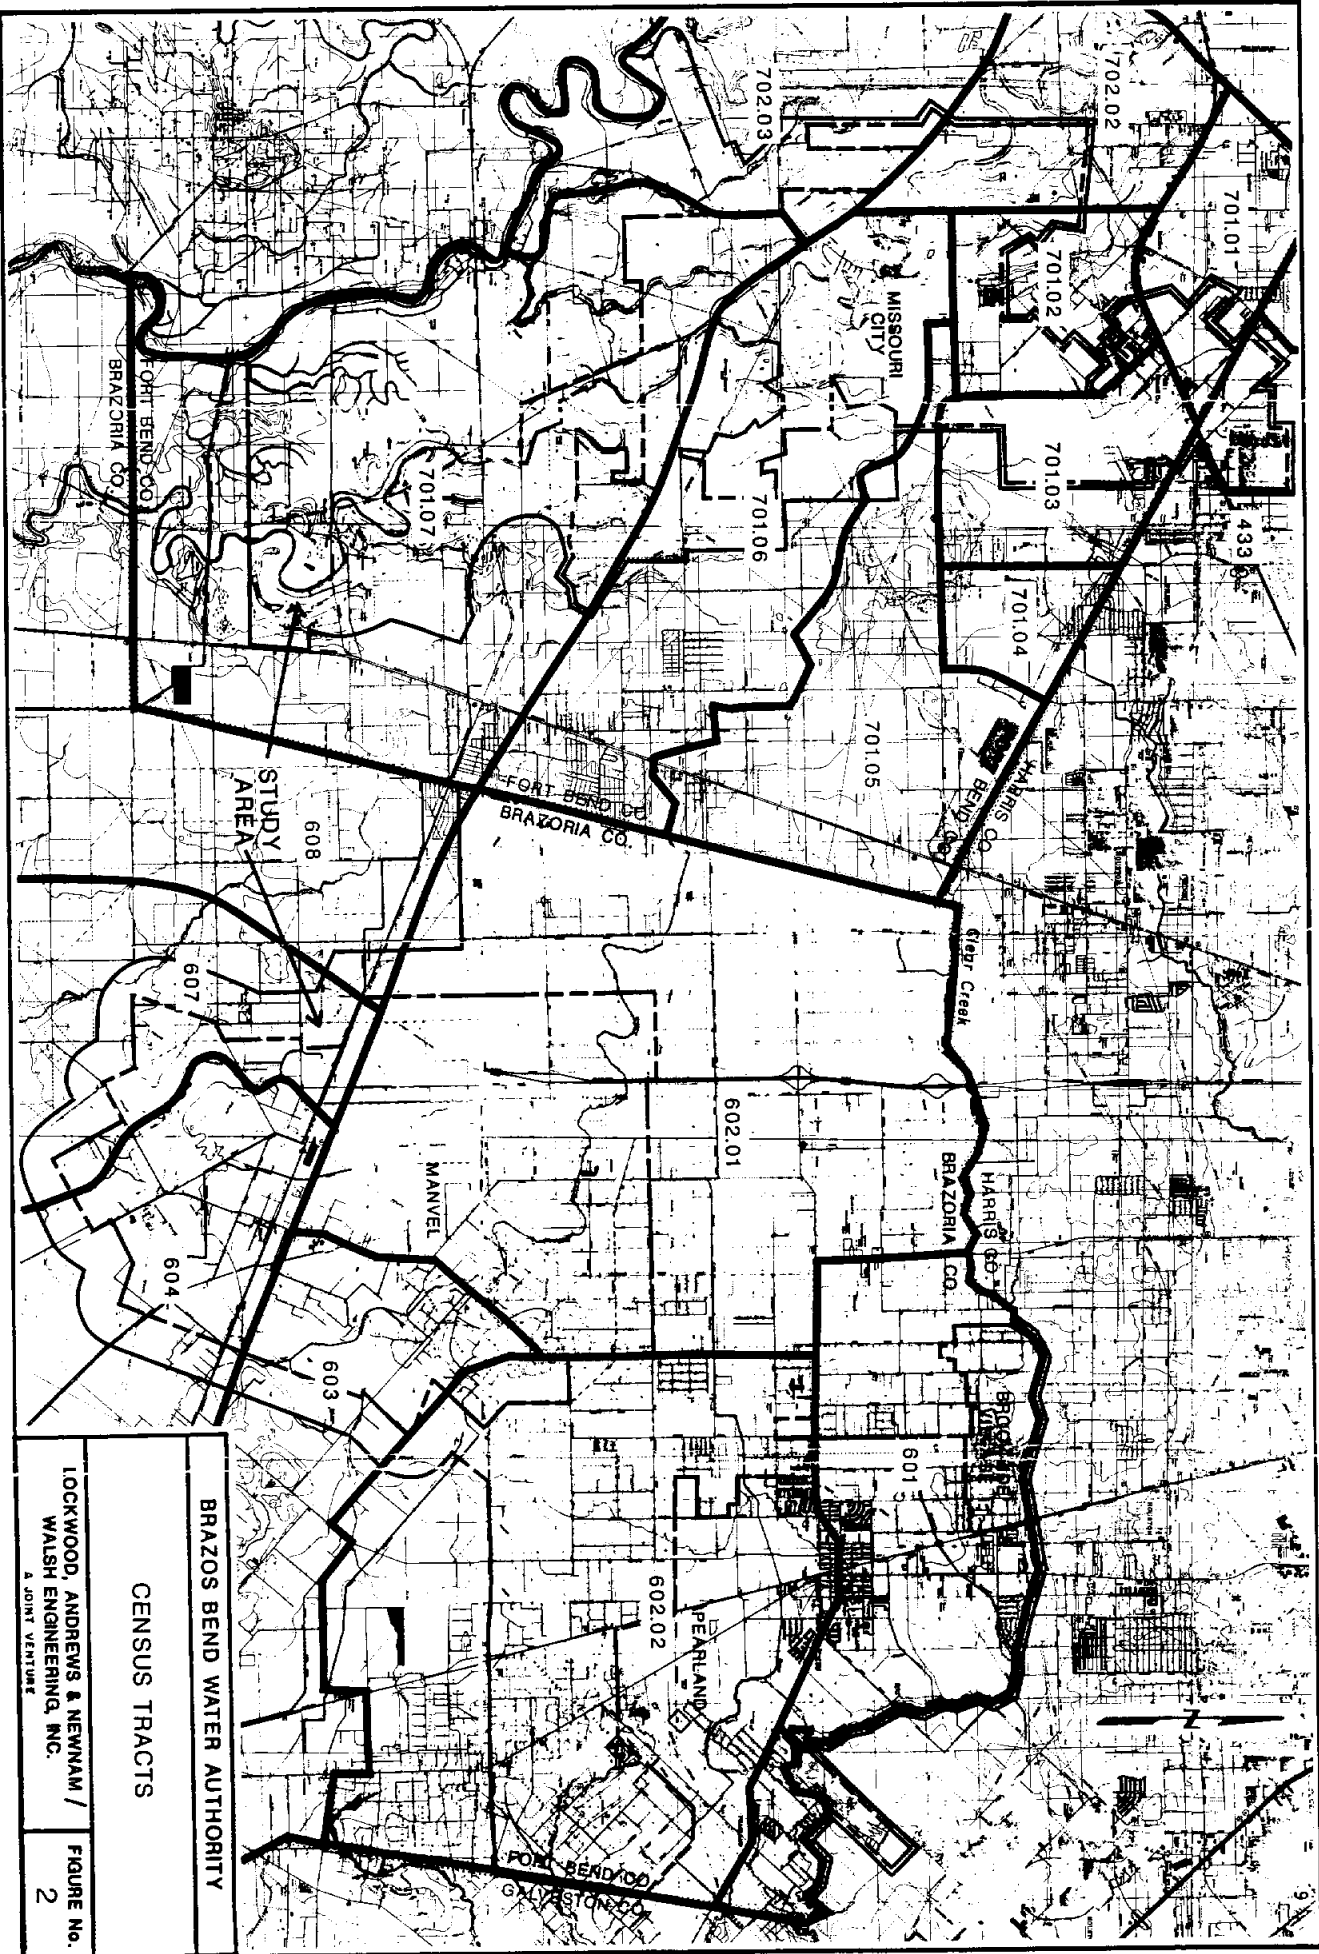 702.02
701.01
702.03
701.02
MISSOURI
CITY
701.03
433
701.04
701.06
701.07
701.05
FORT BEND CO.
BRAZORIA CO.
HARRIS CO.
BEND CO.
FORT BEND CO
BRAZORIA CO.
STUDY
AREA
608
Clear Creek
607
602.01
HARRIS CO.
BRAZORIA CO.
MANVEL
604
603
601
602.02
PEARLAND
FORT BEND CO
GALVESTON CO.
N
9
BRAZOS BEND WATER AUTHORITY
CENSUS TRACTS
LOCKWOOD, ANDREWS & NEWNAM /
WALSH ENGINEERING, INC.
A JOINT VENTURE
FIGURE No.
2